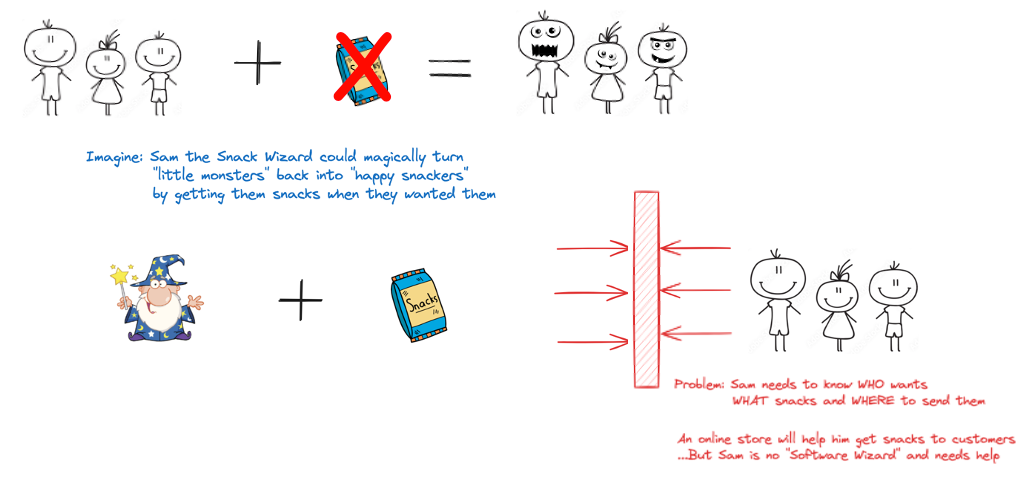 Snacks
Imagine: Sam the Snack Wizard could magically turn
"little monsters" back into "happy snackers"
by getting them snacks when they wanted them
Snacks
Problem: Sam needs to know WHO wants
WHAT snacks and WHERE to send them
An online store will help him get snacks to customers
...But Sam is no "Software Wizard" and needs help